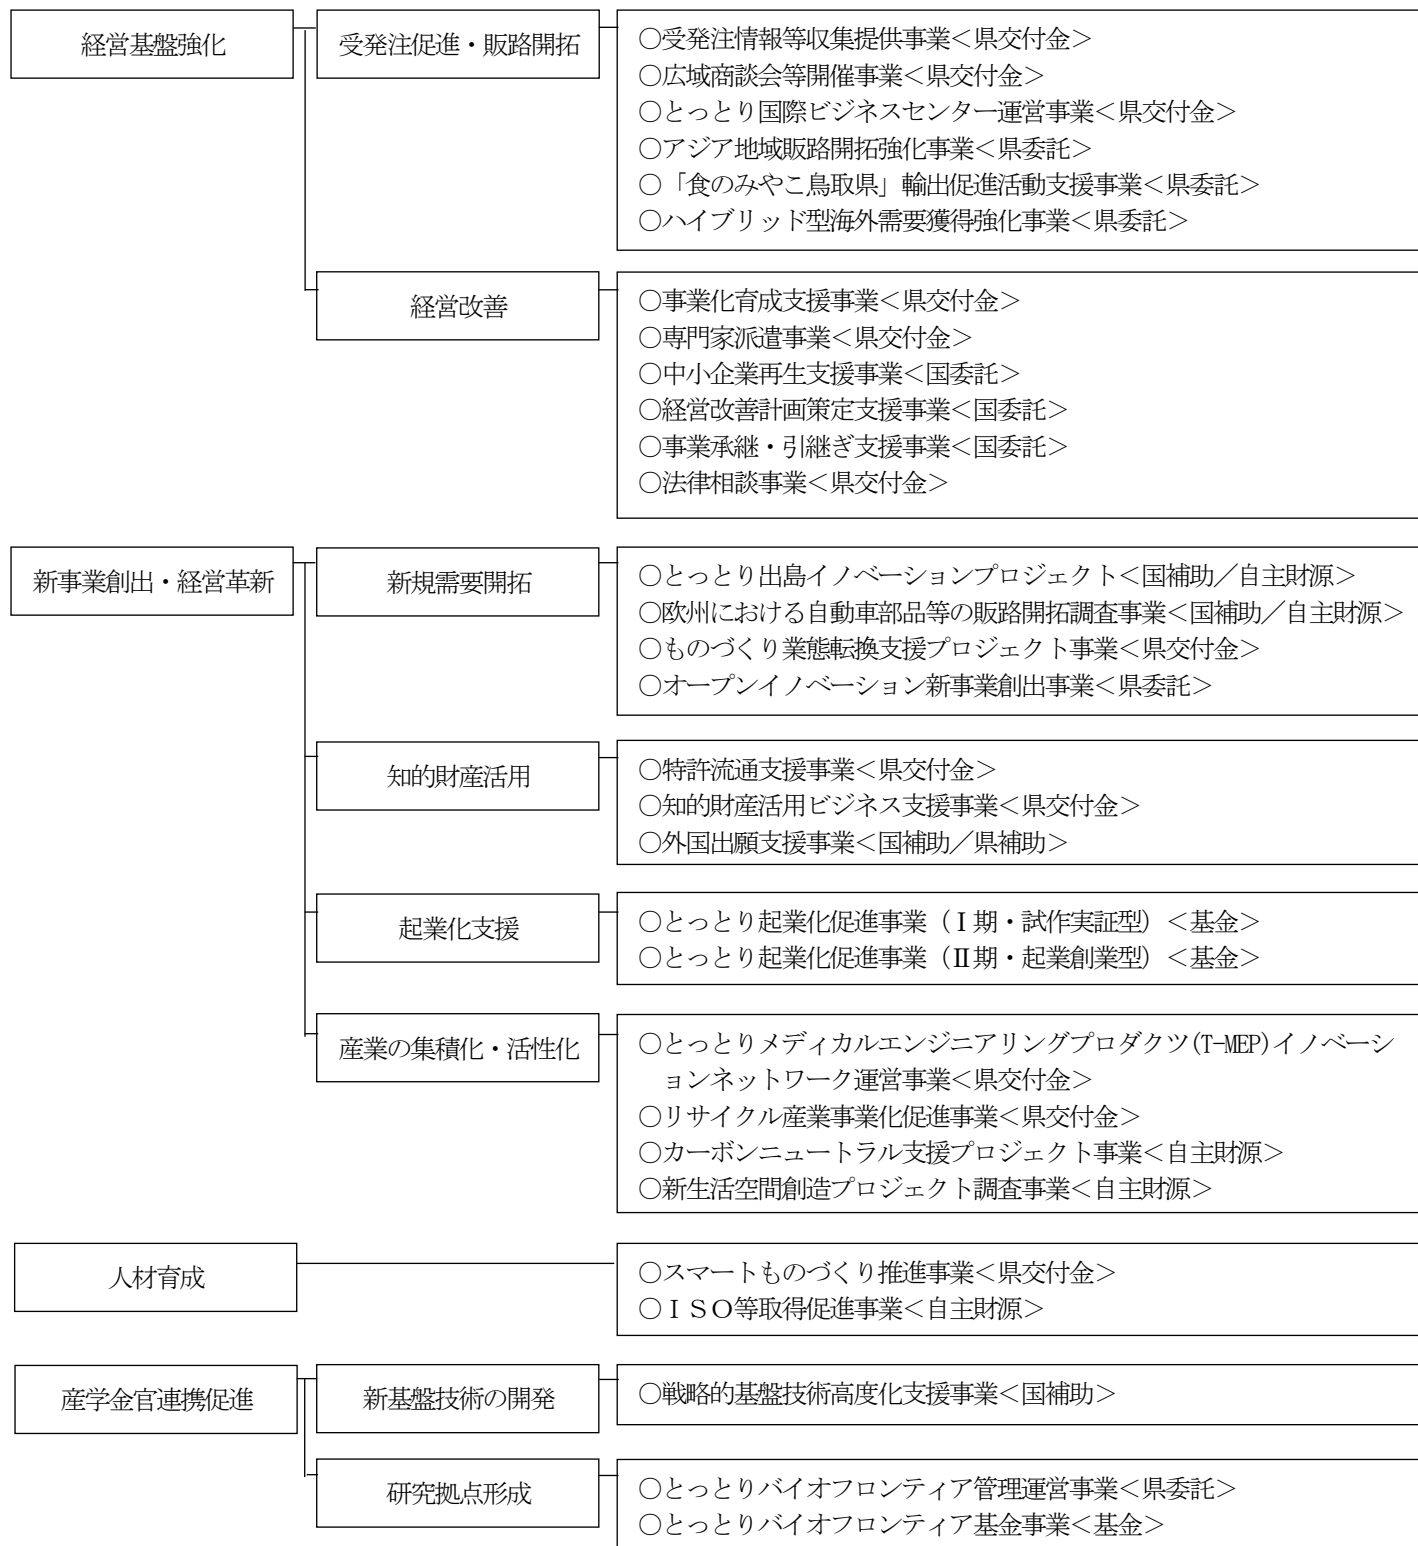 経営基盤強化
受発注促進・販路開拓
○受発注情報等収集提供事業＜県交付金＞
○広域商談会等開催事業＜県交付金＞
○とっとり国際ビジネスセンター運営事業＜県交付金＞
○アジア地域販路開拓強化事業＜県委託＞
○「食のみやこ鳥取県」輸出促進活動支援事業＜県委託＞
○ハイブリッド型海外需要獲得強化事業＜県委託＞
経営改善
○事業化育成支援事業＜県交付金＞
○専門家派遣事業＜県交付金＞
○中小企業再生支援事業＜国委託＞
○経営改善計画策定支援事業＜国委託＞
○事業承継・引継ぎ支援事業＜国委託＞
○法律相談事業＜県交付金＞
新事業創出・経営革新
新規需要開拓
○とっとり出島イノベーションプロジェクト＜国補助／自主財源＞
○欧州における自動車部品等の販路開拓調査事業＜国補助／自主財源＞
○ものづくり業態転換支援プロジェクト事業＜県交付金＞
○オープンイノベーション新事業創出事業＜県委託＞
知的財産活用
○特許流通支援事業＜県交付金＞
○知的財産活用ビジネス支援事業＜県交付金＞
○外国出願支援事業＜国補助／県補助＞
起業化支援
○とっとり起業化促進事業（Ⅰ期・試作実証型）＜基金＞
○とっとり起業化促進事業（Ⅱ期・起業創業型）＜基金＞
産業の集積化・活性化
○とっとりメディカルエンジニアリングプロダクツ(T-MEP)イノベーシ
ョンネットワーク運営事業＜県交付金＞
○リサイクル産業事業化促進事業＜県交付金＞
○カーボンニュートラル支援プロジェクト事業＜自主財源＞
○新生活空間創造プロジェクト調査事業＜自主財源＞
人材育成
○スマートものづくり推進事業＜県交付金＞
○ＩＳＯ等取得促進事業＜自主財源＞
産学金官連携促進
新基盤技術の開発
○戦略的基盤技術高度化支援事業＜国補助＞
研究拠点形成
○とっとりバイオフロンティア管理運営事業＜県委託＞
○とっとりバイオフロンティア基金事業＜基金＞